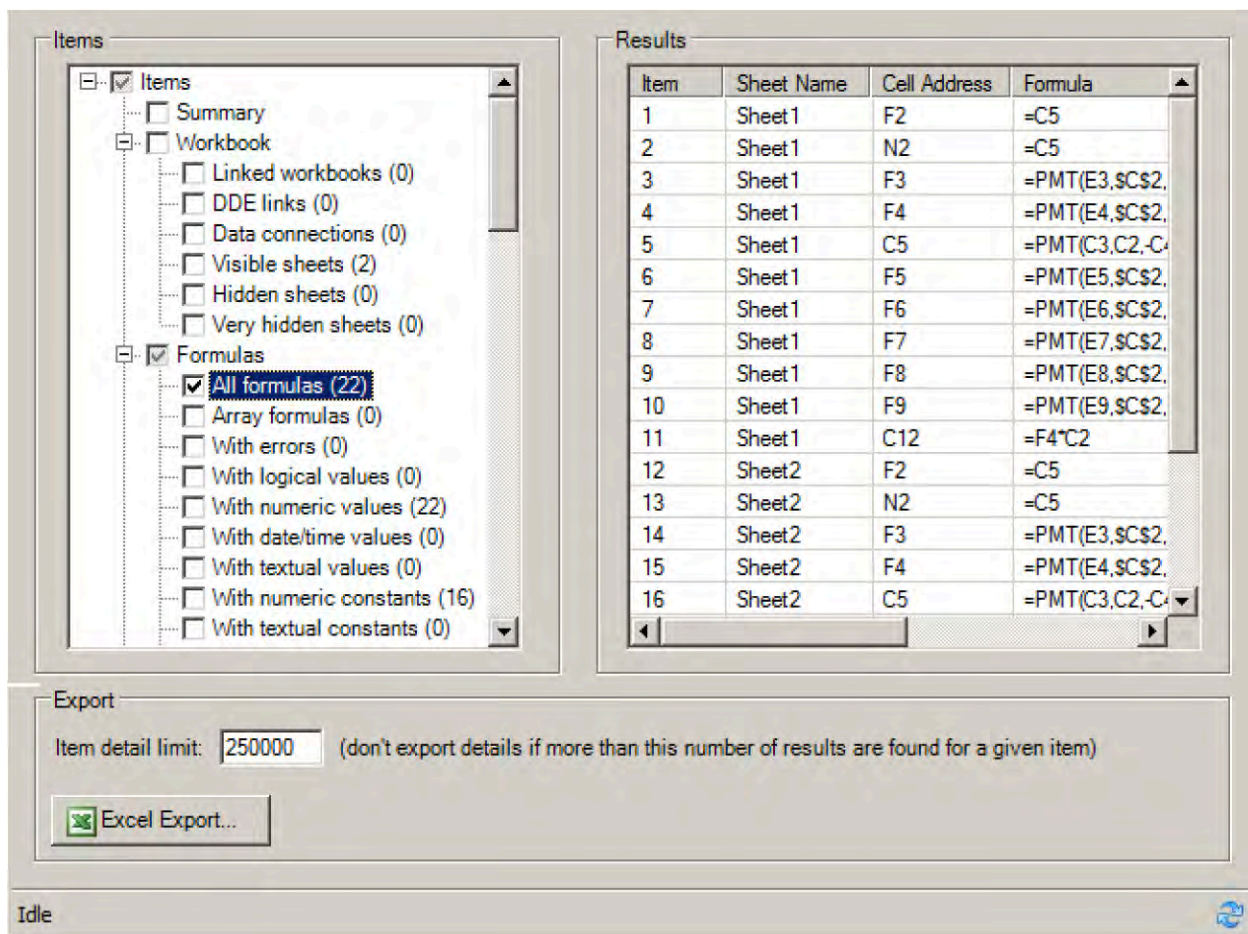 Items
Items
Summary
Workbook
Linked workbooks (0)
DDE links (0)
Data connections (0)
Visible sheets (2)
Hidden sheets (0)
Very hidden sheets (0)
Formulas
All formulas (22)
Array formulas (0)
With errors (0)
With logical values (0)
With numeric values (22)
With date/time values (0)
With textual values (0)
With numeric constants (16)
With textual constants (0)
Results
Item Sheet Name Cell Address Formula
1 Sheet1 F2 =C5
2 Sheet1 N2 =C5
3 Sheet1 F3 =PMT(E3,$C$2,
4 Sheet1 F4 =PMT(E4,$C$2,
5 Sheet1 C5 =PMT(C3,C2,-C4
6 Sheet1 F5 =PMT(E5,$C$2,
7 Sheet1 F6 =PMT(E6,$C$2,
8 Sheet1 F7 =PMT(E7,$C$2,
9 Sheet1 F8 =PMT(E8,$C$2,
10 Sheet1 F9 =PMT(E9,$C$2,
11 Sheet1 C12 =F4*C2
12 Sheet2 F2 =C5
13 Sheet2 N2 =C5
14 Sheet2 F3 =PMT(E3,$C$2,
15 Sheet2 F4 =PMT(E4,$C$2,
16 Sheet2 C5 =PMT(C3,C2,-C4
Export
Item detail limit: 250000 (don't export details if more than this number of results are found for a given item)
Excel Export...
Idle